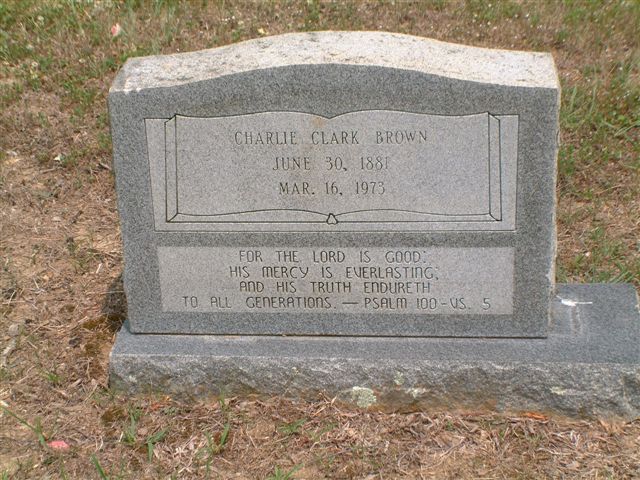 CHARLIE CLARK BROWN
JUNE 30, 1881
MAR. 16, 1973
FOR THE LORD IS GOOD;
HIS MERCY IS EVERLASTING;
AND HIS TRUTH ENDURETH
TO ALL GENERATIONS. — PSALM 100 - VS. 5